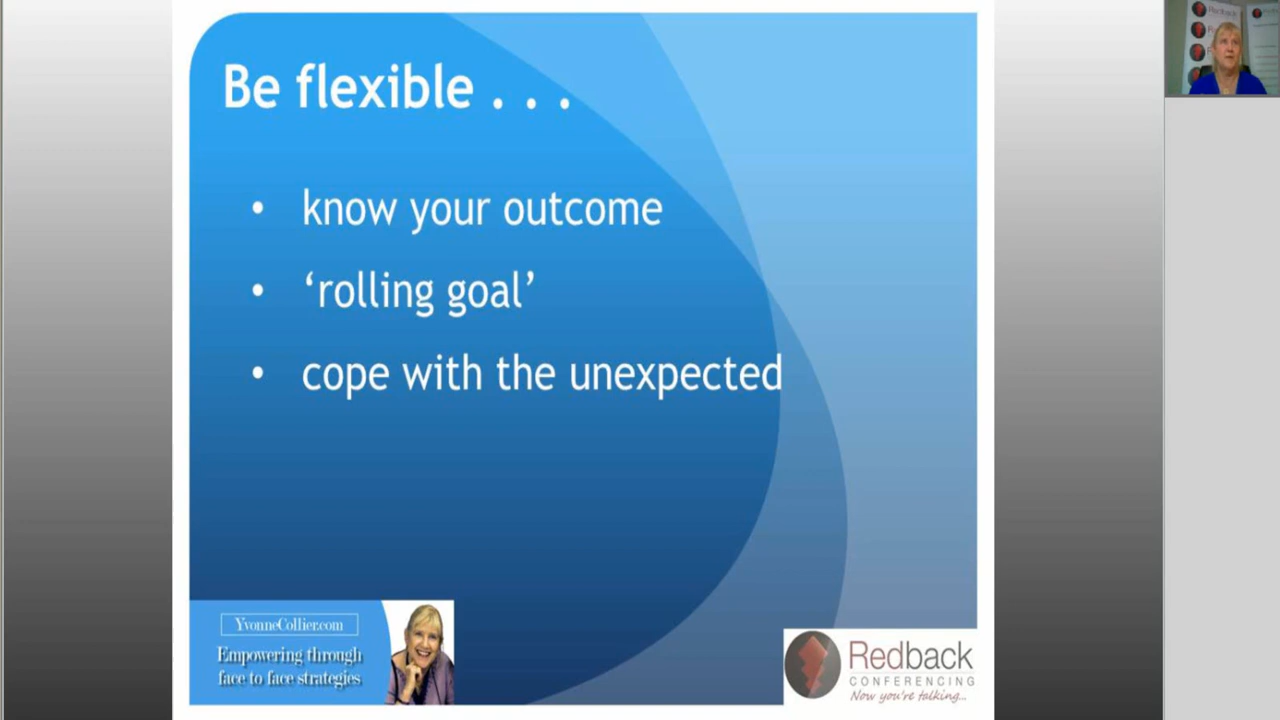 Be flexible . . .
• know your outcome
• ‘rolling goal’
• cope with the unexpected
YvonneCollier.com
Empowering through
face to face strategies
Redback
CONFERENCING
Now you're talking...